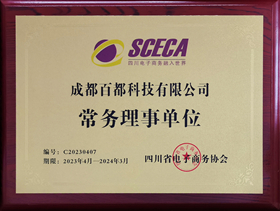 SCECA
四川电子商务融入世界
成都百都科技有限公司
常务理事单位
编号：C20230407
期限：2023年4月—2024年3月
四川省电子商务协会